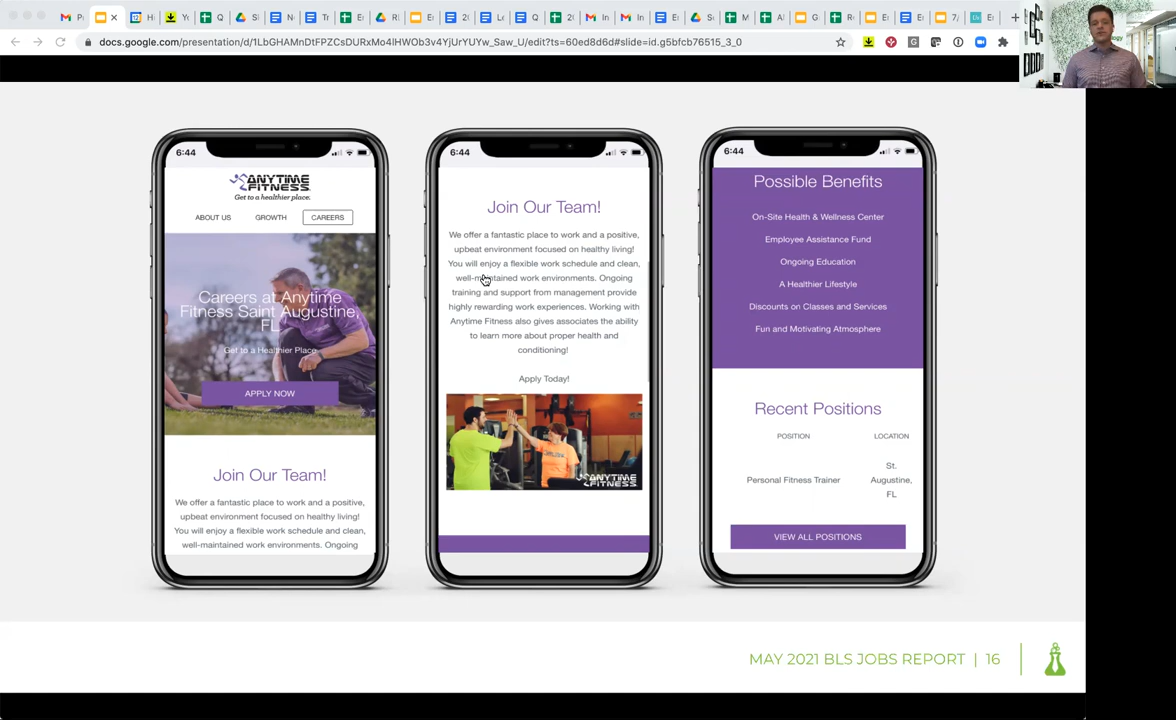 docs.google.com/presentation/d/1LbGHAMnDtFPZCsDURxMo4lHWOb3v4YjUrYUYw_Saw_U/edit?ts=60ed8d6d#slide=id.g5bfcb76515_3_0
6:44
ANYTIME
FITNESS
Get to a healthier place.
ABOUT US GROWTH CAREERS
Careers at Anytime
Fitness Saint Augustine,
FL
Get to a Healthier Place
APPLY NOW
Join Our Team!
We offer a fantastic place to work and a positive,
upbeat environment focused on healthy living!
You will enjoy a flexible work schedule and clean,
well-maintained work environments. Ongoing
6:44
Join Our Team!
We offer a fantastic place to work and a positive,
upbeat environment focused on healthy living!
You will enjoy a flexible work schedule and clean,
well-maintained work environments. Ongoing
training and support from management provide
highly rewarding work experiences. Working with
Anytime Fitness also gives associates the ability
to learn more about proper health and
conditioning!
Apply Today!
ANYTIME
FITNESS
6:44
Possible Benefits
On-Site Health & Wellness Center
Employee Assistance Fund
Ongoing Education
A Healthier Lifestyle
Discounts on Classes and Services
Fun and Motivating Atmosphere
Recent Positions
POSITION LOCATION
Personal Fitness Trainer
St.
Augustine,
FL
VIEW ALL POSITIONS
MAY 2021 BLS JOBS REPORT | 16